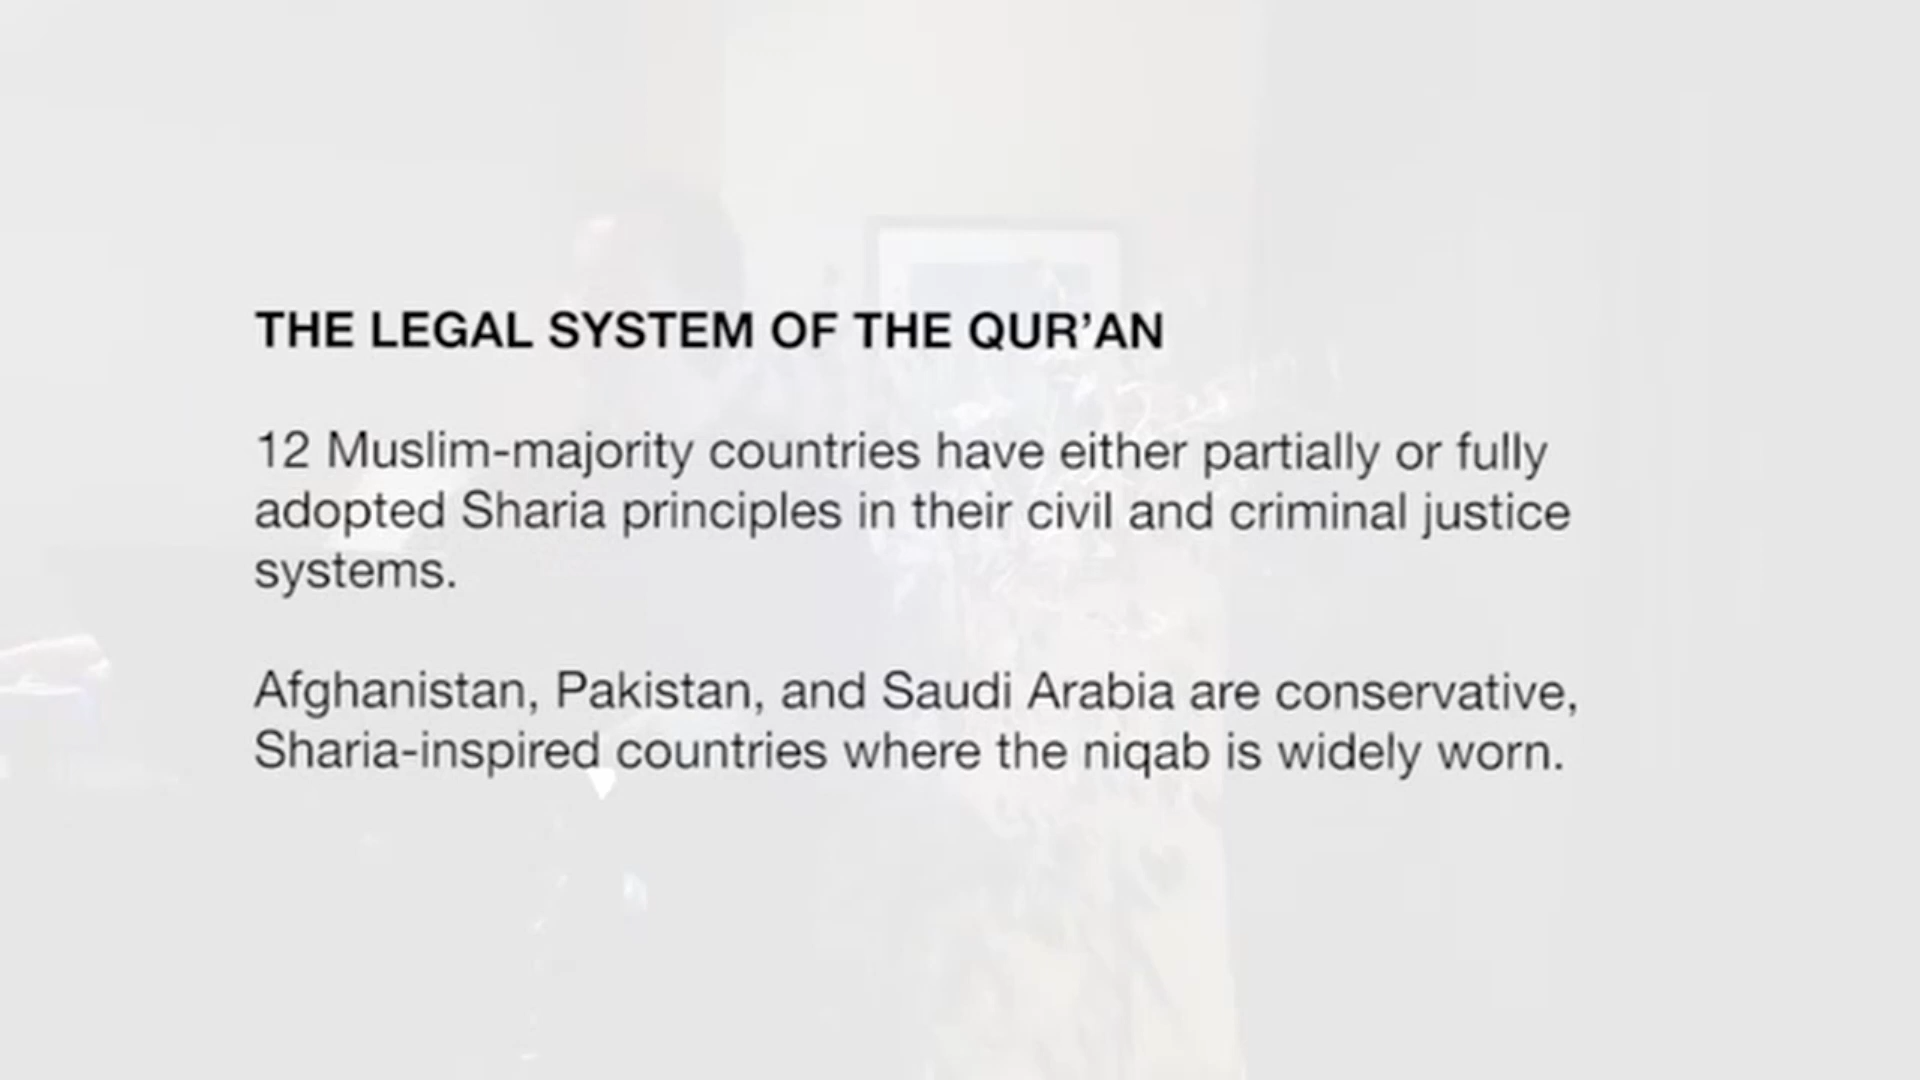 THE LEGAL SYSTEM OF THE QUR’AN
12 Muslim-majority countries have either partially or fully
adopted Sharia principles in their civil and criminal justice
systems.
Afghanistan, Pakistan, and Saudi Arabia are conservative,
Sharia-inspired countries where the niqab is widely worn.